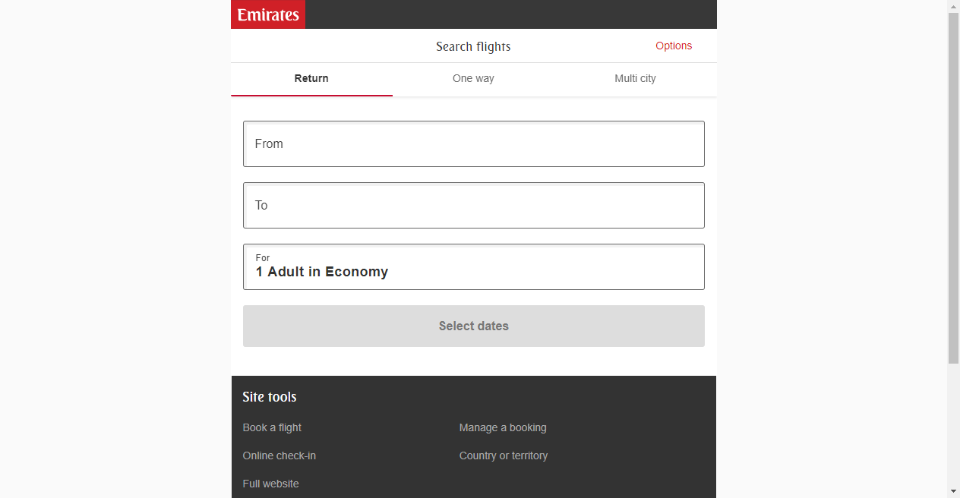 Emirates
Search flights
Options
Return
One way
Multi city
From
To
For
1 Adult in Economy
Select dates
Site tools
Book a flight
Manage a booking
Online check-in
Country or territory
Full website